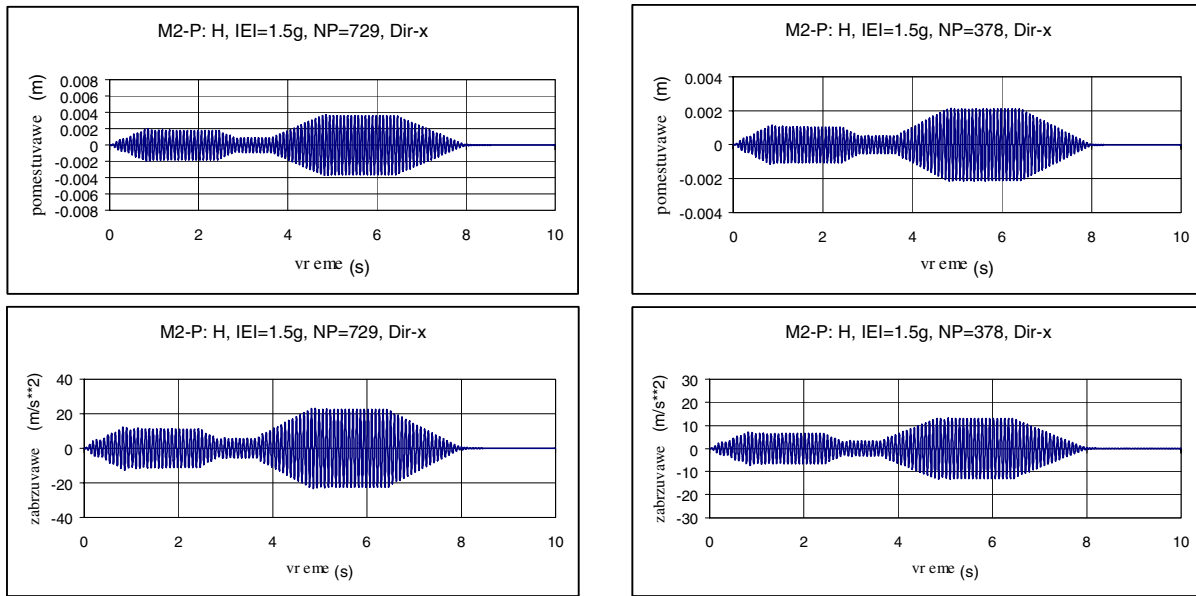 M2-P: H, IEI=1.5g, NP=729, Dir-x
pomestuvawe (m)
0.008
0.006
0.004
0.002
0
-0.002
-0.004
-0.006
-0.008
0 2 4 6 8 10
vr eme (s)
M2-P: H, IEI=1.5g, NP=378, Dir-x
pomestuvawe (m)
0.004
0.002
0
-0.002
-0.004
0 2 4 6 8 10
vr eme (s)
M2-P: H, IEI=1.5g, NP=729, Dir-x
zabrzuvawe (m/s**2)
40
20
0
-20
-40
0 2 4 6 8 10
vr eme (s)
M2-P: H, IEI=1.5g, NP=378, Dir-x
zabrzuvawe (m/s**2)
30
20
10
0
-10
-20
-30
0 2 4 6 8 10
vr eme (s)